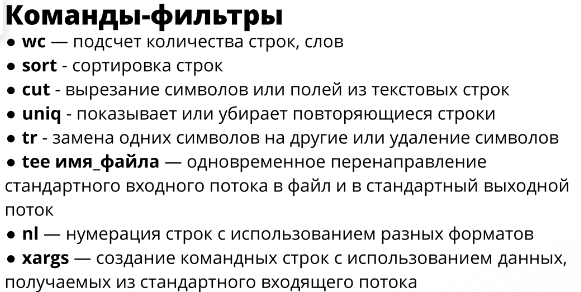 Команды-фильтры
● wc — подсчет количества строк, слов
● sort - сортировка строк
● cut - вырезание символов или полей из текстовых строк
● uniq - показывает или убирает повторяющиеся строки
● tr - замена одних символов на другие или удаление символов
● tee имя_файла — одновременное перенаправление
стандартного входного потока в файл и в стандартный выходной
поток
● nl — нумерация строк с использованием разных форматов
● xargs — создание командных строк с использованием данных,
получаемых из стандартного входящего потока